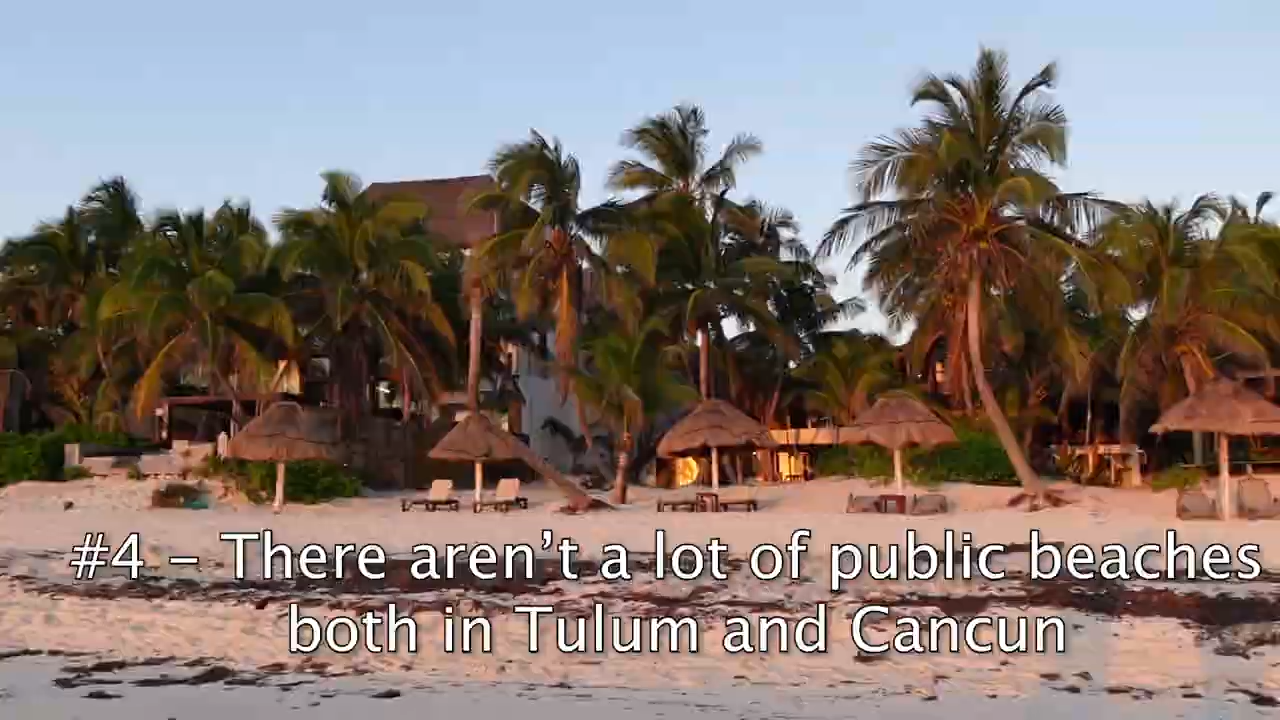 #4 – There aren’t a lot of public beaches
both in Tulum and Cancun